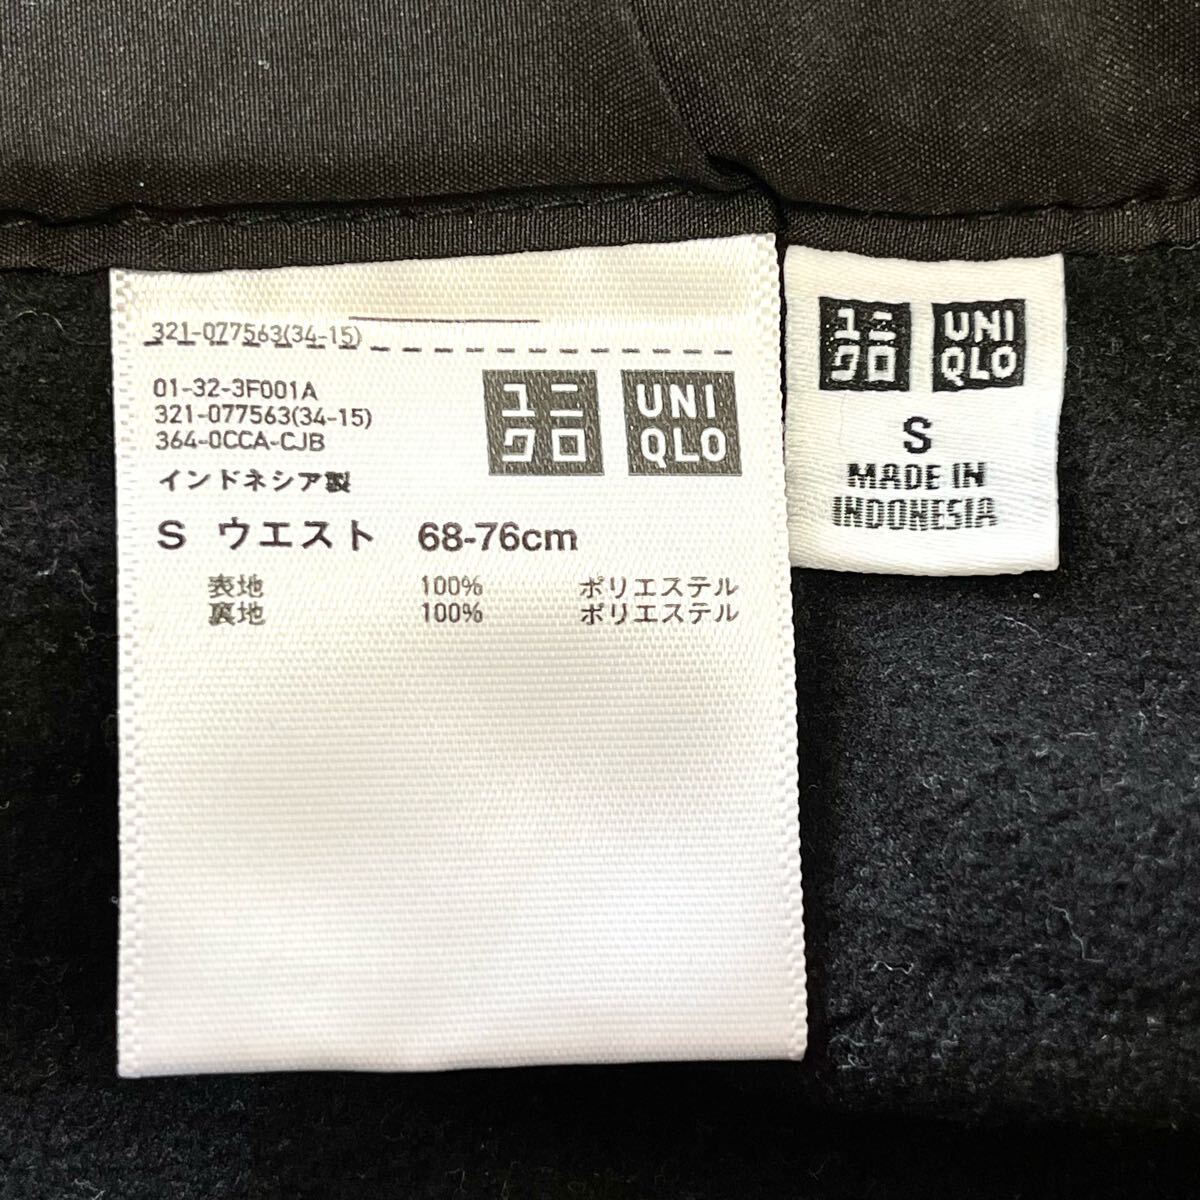 321-077563(34-15)
01-32-3F001A
321-077563(34-15)
364-0CCA-CJB
ユニ
クロ
UNI
QLO
インドネシア製
S ウエスト 68-76cm
表地 100% ポリエステル
裏地 100% ポリエステル
ユニ
クロ
UNI
QLO
S
MADE IN
INDONESIA